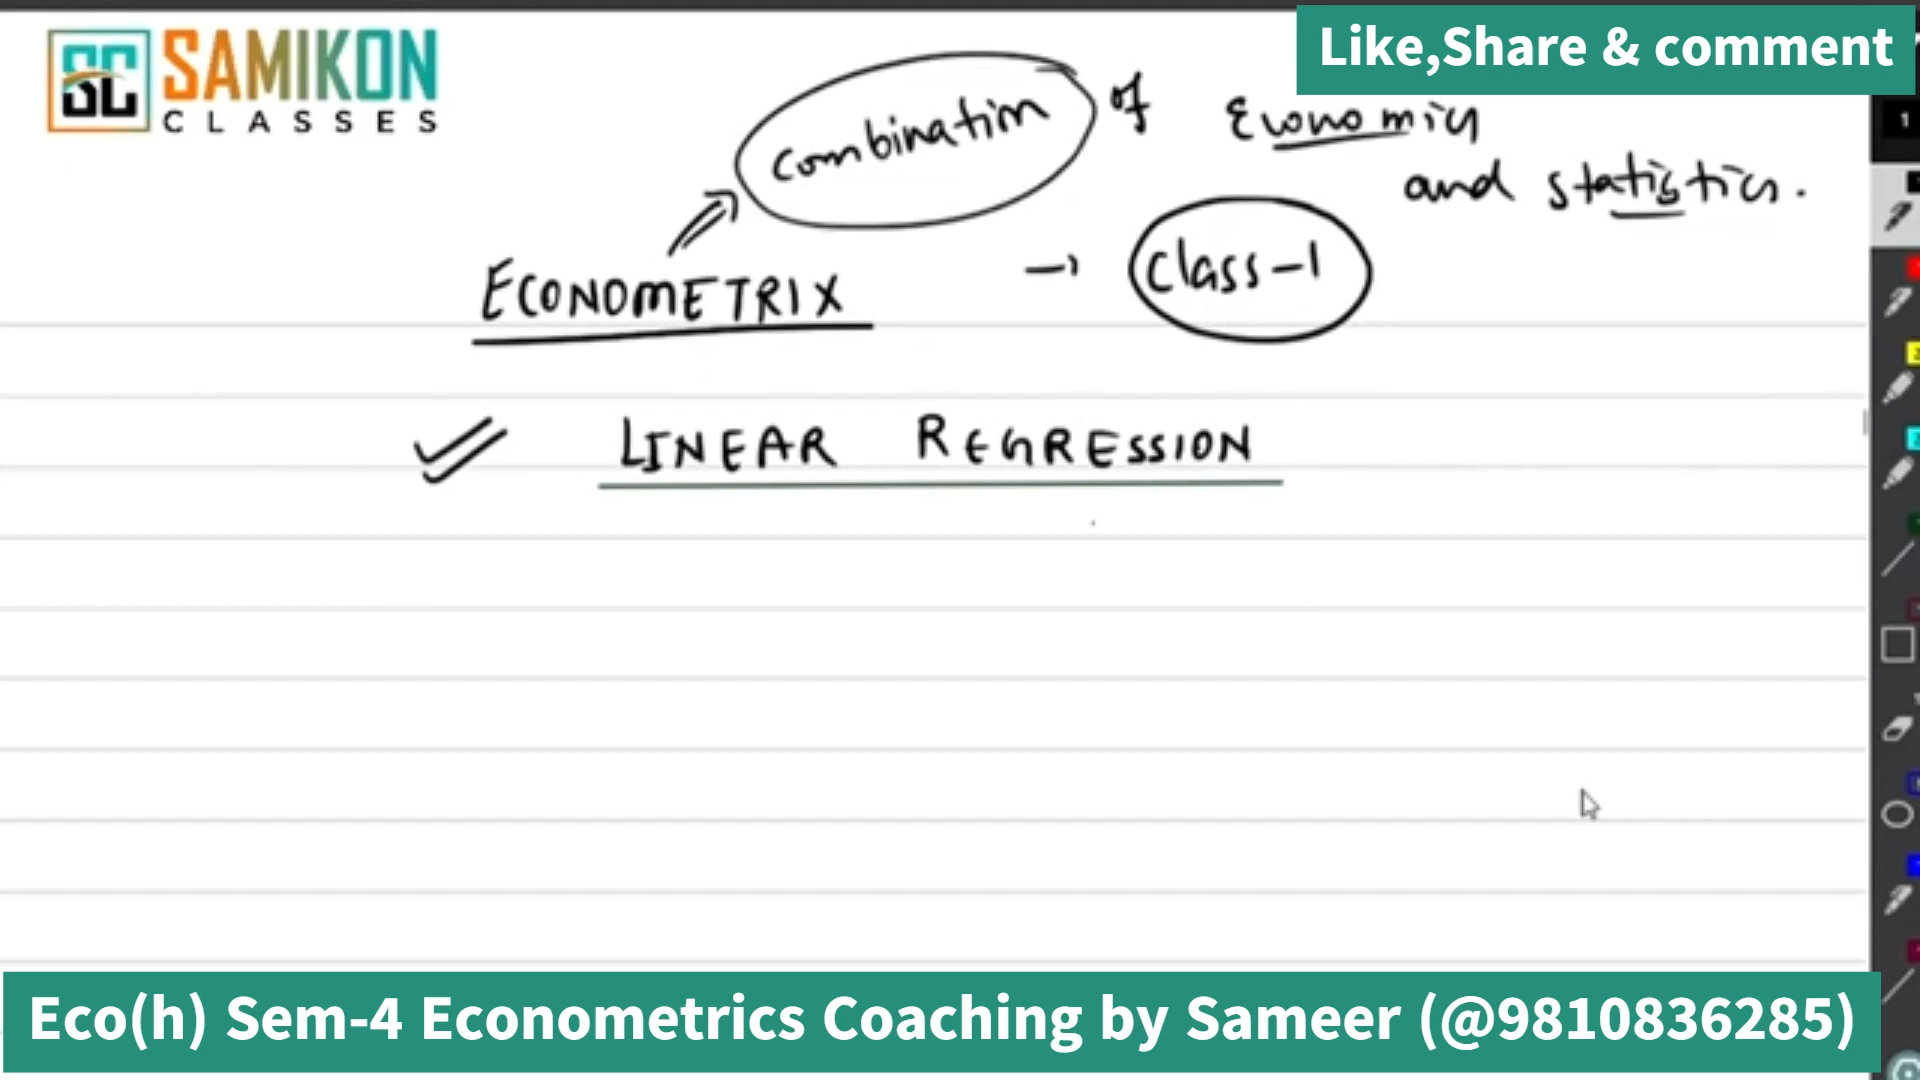 SC SAMIKON
CLASSES
Like,Share & comment
combination of Economics
and statistics.
ECONOMETRIX → Class-1
LINEAR REGRESSION
Eco(h) Sem-4 Econometrics Coaching by Sameer (@9810836285)